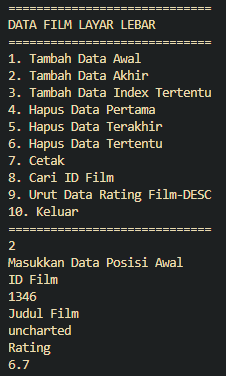 =============================
DATA FILM LAYAR LEBAR
=============================
1. Tambah Data Awal
2. Tambah Data Akhir
3. Tambah Data Index Tertentu
4. Hapus Data Pertama
5. Hapus Data Terakhir
6. Hapus Data Tertentu
7. Cetak
8. Cari ID Film
9. Urut Data Rating Film-DESC
10. Keluar
=============================
2
Masukkan Data Posisi Awal
ID Film
1346
Judul Film
uncharted
Rating
6.7